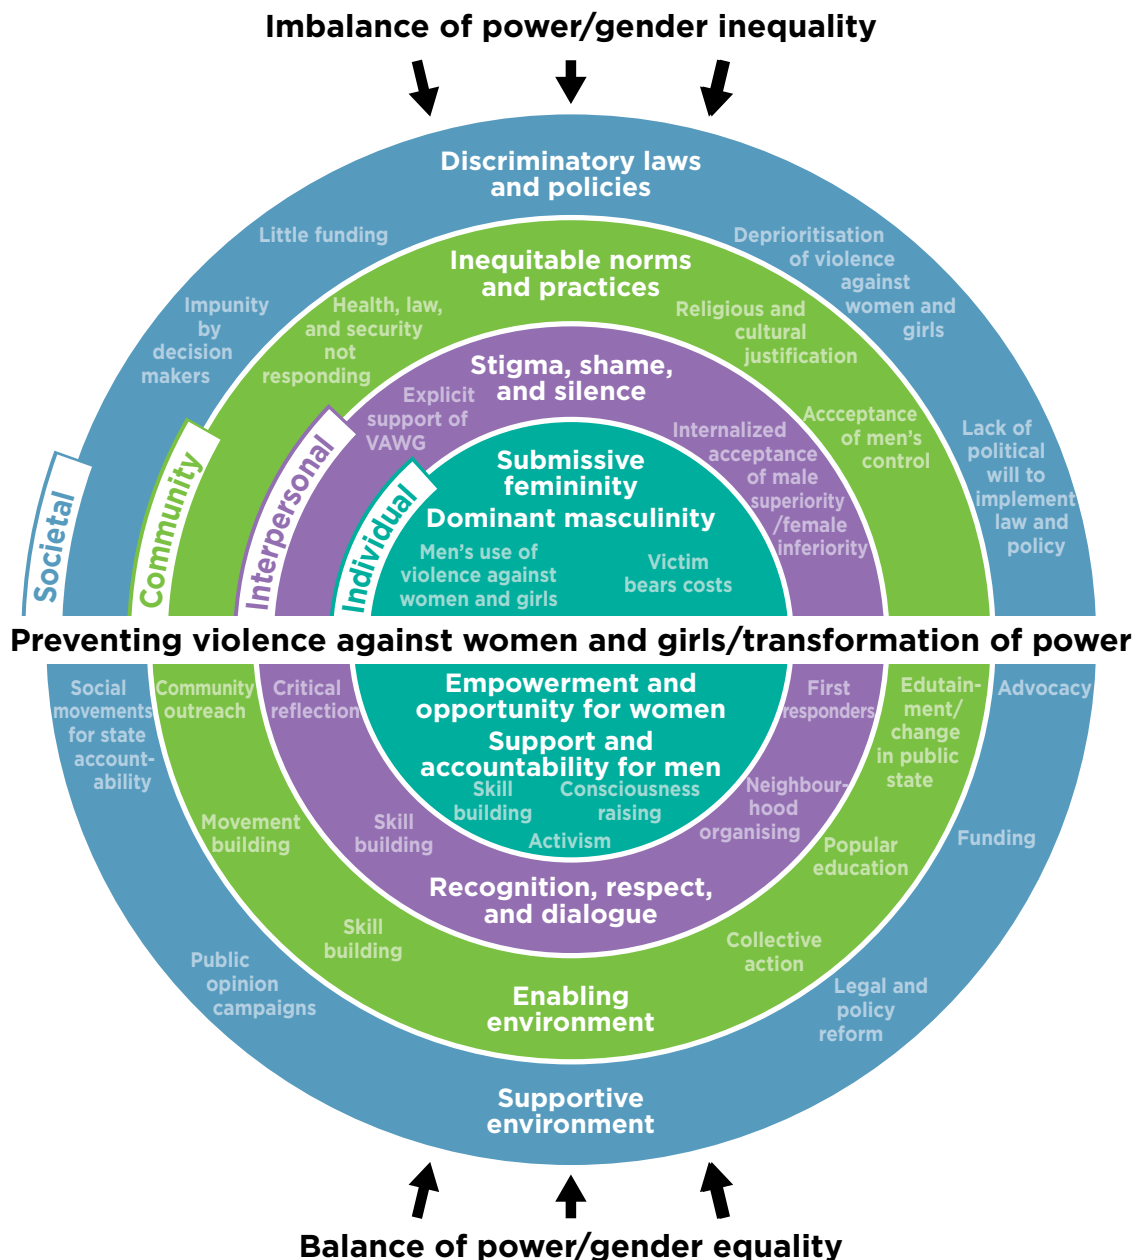 Imbalance of power/gender inequality
Discriminatory laws
and policies
Little funding
Impunity
by
decision
makers
Deprioritisation
of violence
against
women and
girls
Lack of
political
will to
implement
law and
policy
Inequitable norms
and practices
Health, law,
and security
not
responding
Religious and
cultural
justification
Accceptance
of men's
control
Stigma, shame,
and silence
Explicit
support of
VAWG
Internalized
acceptance
of male
superiority
/female
inferiority
Submissive
femininity
Dominant masculinity
Men’s use of
violence against
women and girls
Victim
bears costs
Societal
Community
Interpersonal
Individual
Preventing violence against women and girls/transformation of power
Empowerment and
opportunity for women
Support and
accountability for men
Skill
building
Consciousness
raising
Activism
Critical
reflection
Skill
building
First
responders
Neighbour-
hood
organising
Recognition, respect,
and dialogue
Community
outreach
Movement
building
Skill
building
Edutain-
ment/
change
in public
state
Popular
education
Collective
action
Enabling
environment
Social
movements
for state
account-
ability
Public
opinion
campaigns
Advocacy
Funding
Legal and
policy
reform
Supportive
environment
Balance of power/gender equality